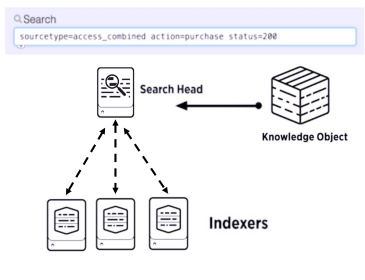 Search
sourcetype=access_combined action=purchase status=200
Search Head
Knowledge Object
Indexers